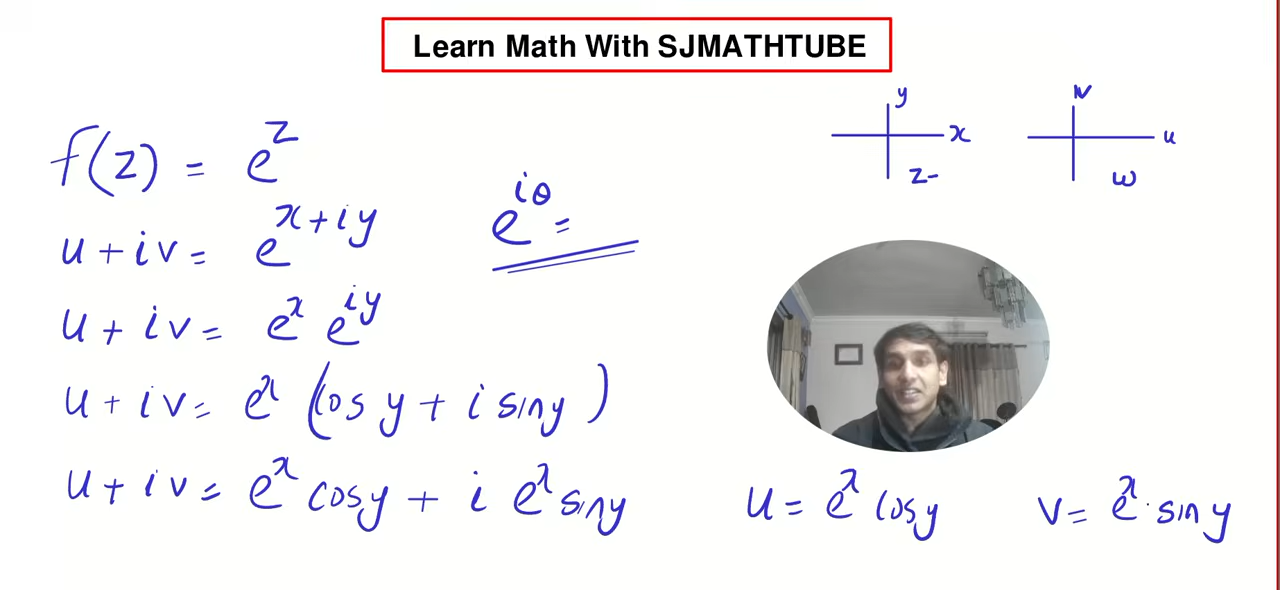 Learn Math With SJMATHTUBE
f(z) = e^z
u + iv = e^{x+iy}
e^{iθ} =
u + iv = e^x e^{iy}
u + iv = e^x (cos y + i sin y)
u + iv = e^x cos y + i e^x sin y
y
x
z
v
u
w
u = e^x cos y
v = e^x · sin y